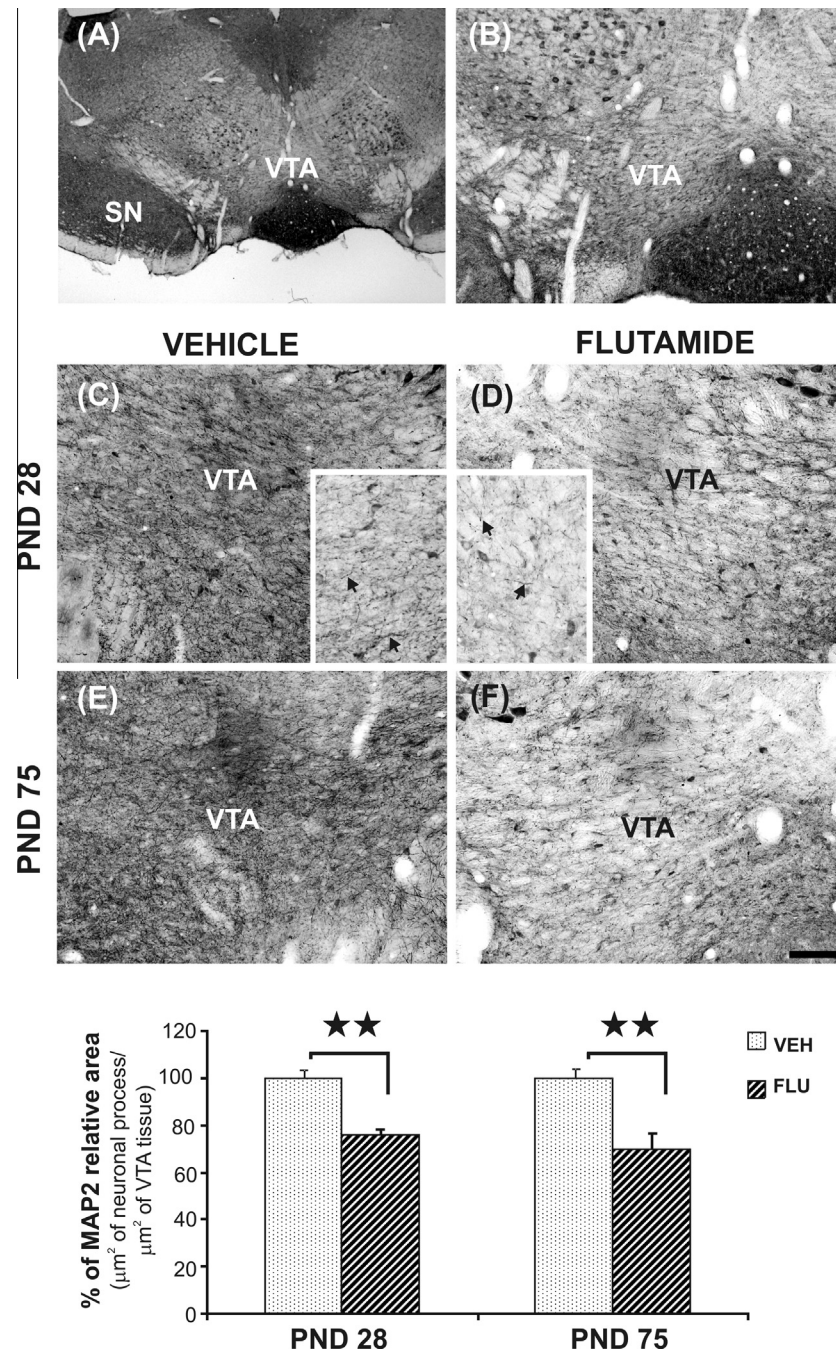 (A)
VTA
SN
(B)
VTA
VEHICLE
FLUTAMIDE
PND 28
(C)
VTA
(D)
VTA
PND 75
(E)
VTA
(F)
VTA
% of MAP2 relative area
(μm² of neuronal process/
μm² of VTA tissue)
120
100
80
60
40
20
0
★★
★★
VEH
FLU
PND 28
PND 75